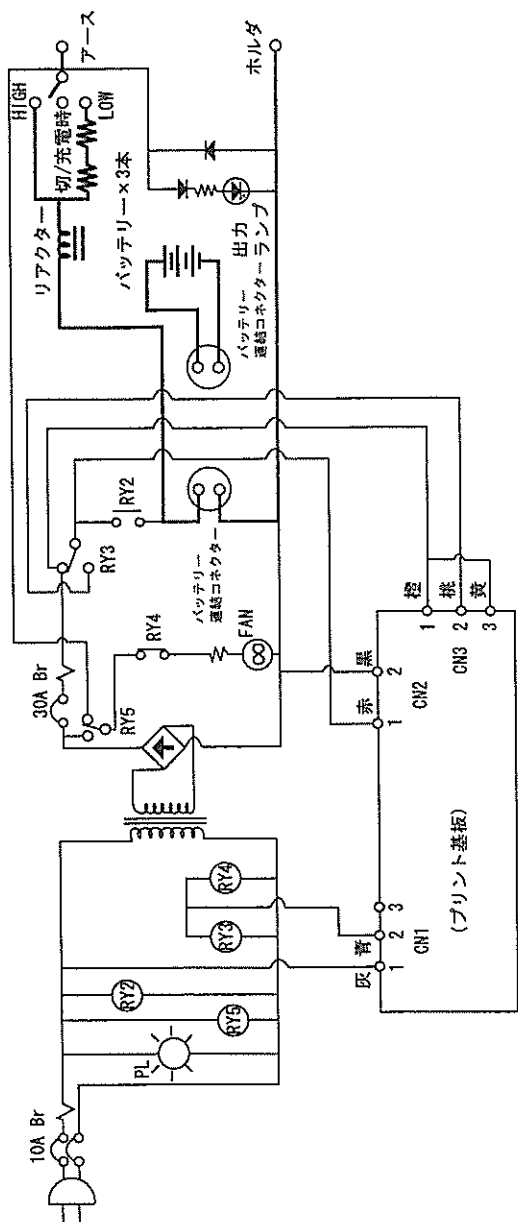 10A Br
PL
RY2
RY5
RY3
RY4
30A Br
RY5
RY4
FAN
RY3
RY2
バッテリー
連結コネクター
リアクター
HIGH
切/充電時
LOW
アース
バッテリー×3本
バッテリー
連結コネクター
出力
ランプ
ホルダ
灰 青
1 2 3
CN1
(プリント基板)
赤 黒
1 2
CN2
橙 桃 黄
1 2 3
CN3